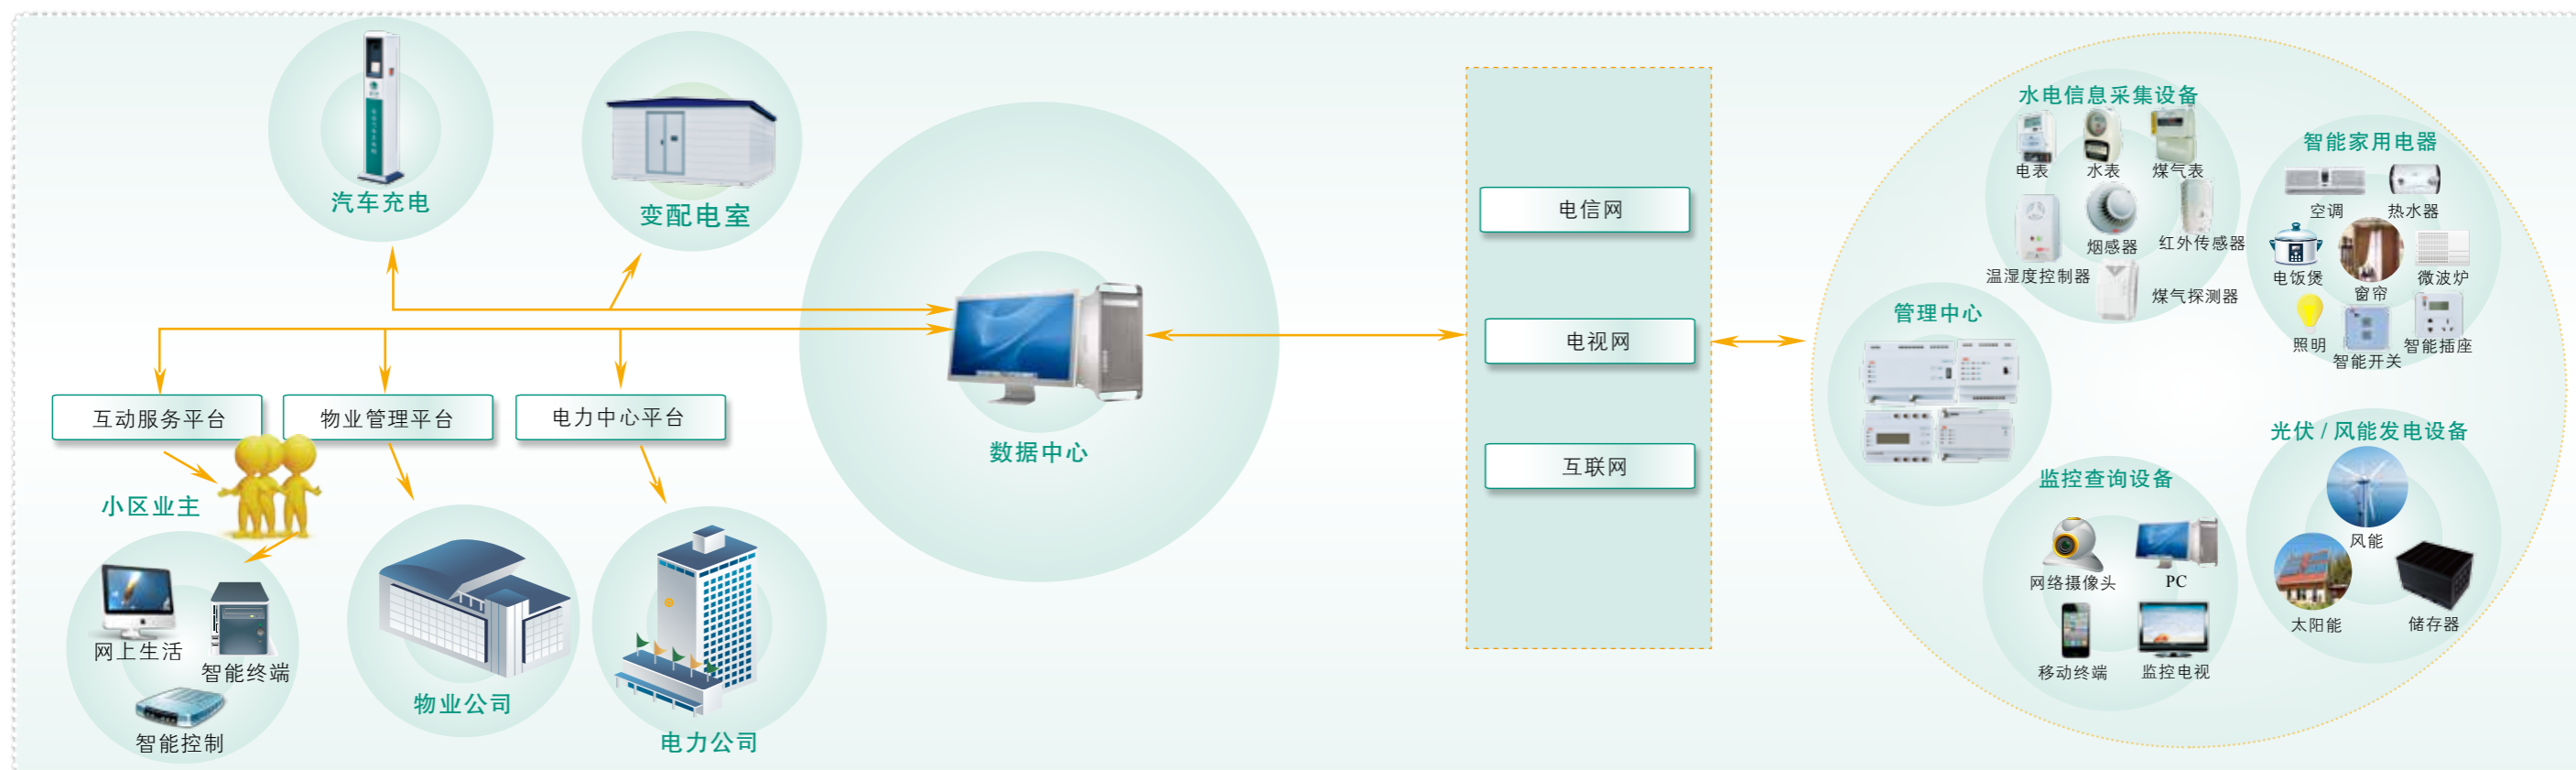 汽车充电
变配电室
互动服务平台
物业管理平台
电力中心平台
小区业主
网上生活
智能终端
智能控制
物业公司
电力公司
数据中心
电信网
电视网
互联网
管理中心
水电信息采集设备
电表
水表
煤气表
烟感器
红外传感器
温湿度控制器
煤气探测器
智能家用电器
空调
热水器
电饭煲
窗帘
微波炉
照明
智能开关
智能插座
监控查询设备
网络摄像头
PC
移动终端
监控电视
光伏 / 风能发电设备
风能
太阳能
储存器